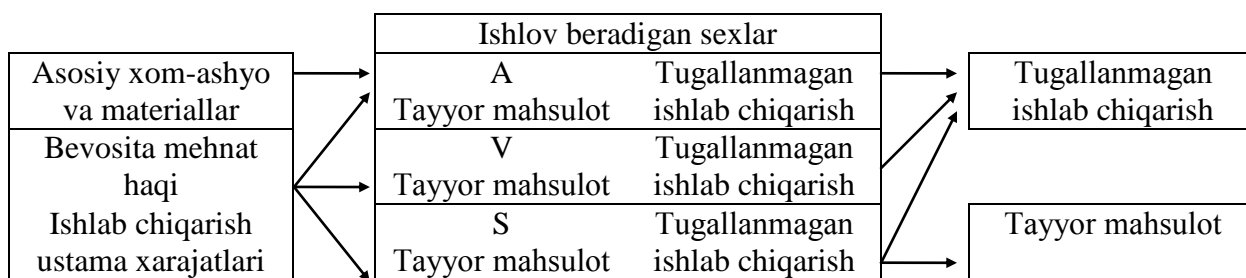 Ishlov beradigan sexlar
Asosiy xom-ashyo
va materiallar
Bevosita mehnat
haqi
Ishlab chiqarish
ustama xarajatlari
A Tugallanmagan
Tayyor mahsulot ishlab chiqarish
V Tugallanmagan
Tayyor mahsulot ishlab chiqarish
S Tugallanmagan
Tayyor mahsulot ishlab chiqarish
Tugallanmagan
ishlab chiqarish
Tayyor mahsulot